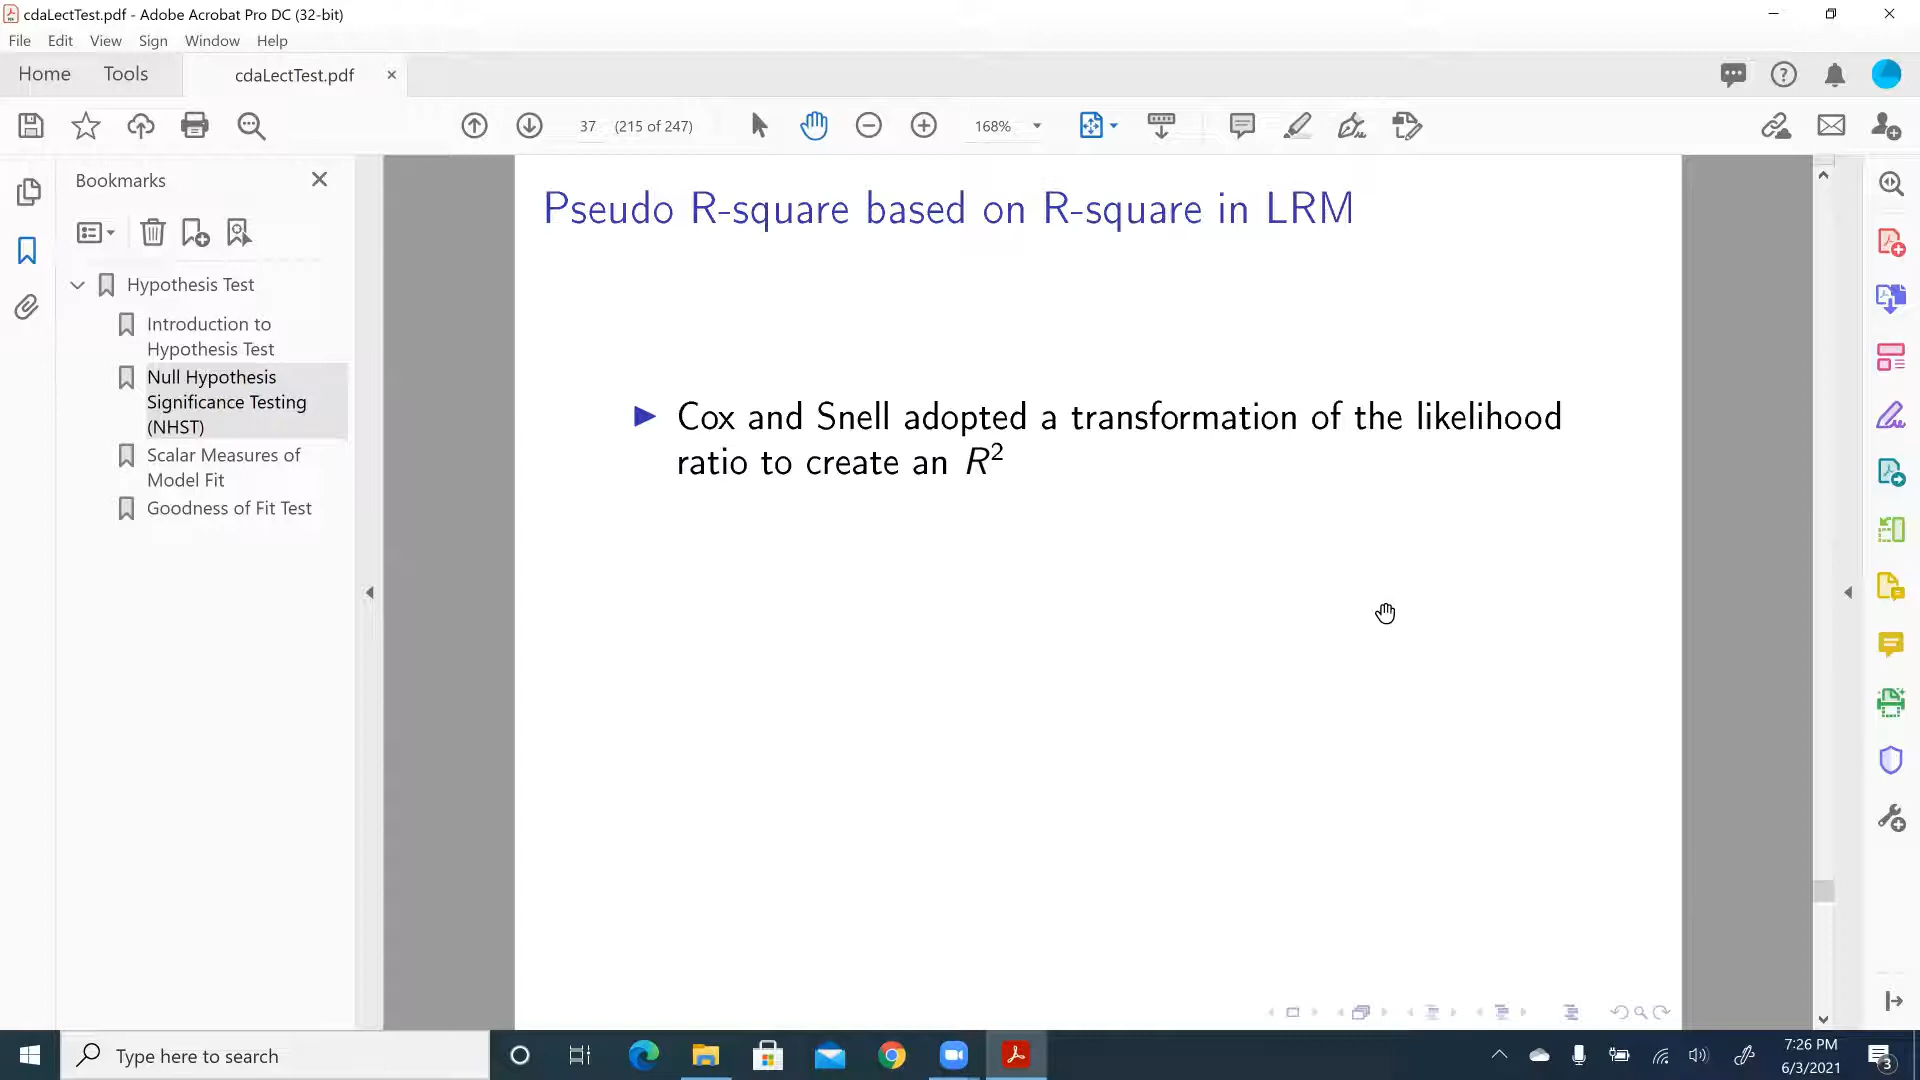 cdaLectTest.pdf - Adobe Acrobat Pro DC (32-bit)
File Edit View Sign Window Help
Home Tools cdaLectTest.pdf ×
37 (215 of 247) 168%
Bookmarks
Hypothesis Test
Introduction to
Hypothesis Test
Null Hypothesis
Significance Testing
(NHST)
Scalar Measures of
Model Fit
Goodness of Fit Test
Pseudo R-square based on R-square in LRM
Cox and Snell adopted a transformation of the likelihood
ratio to create an R²
Type here to search
7:26 PM
6/3/2021
3